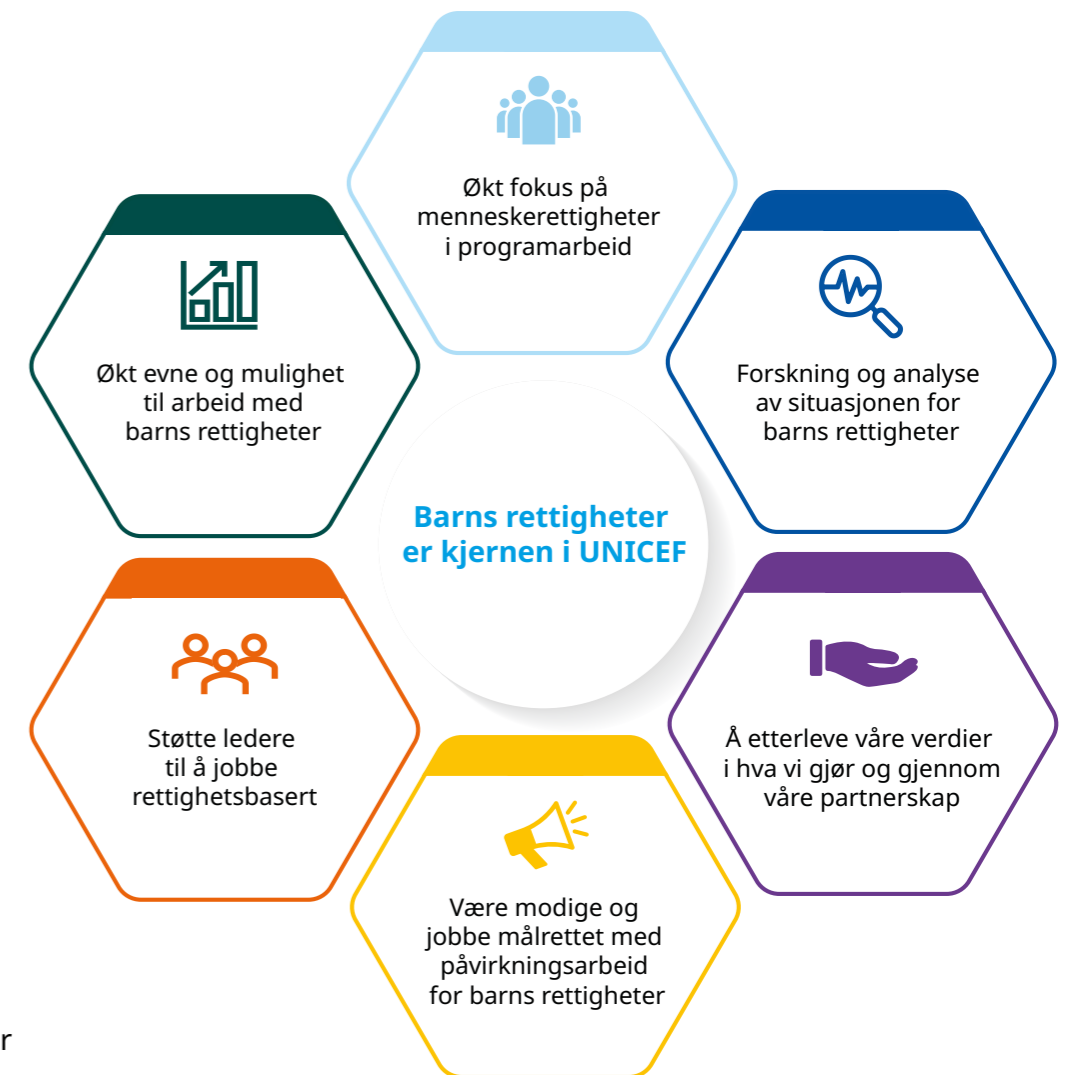 Økt fokus på
menneskerettigheter
i programarbeid
Økt evne og mulighet
til arbeid med
barns rettigheter
Forskning og analyse
av situasjonen for
barns rettigheter
Barns rettigheter
er kjernen i UNICEF
Støtte ledere
til å jobbe
rettighetsbasert
Å etterleve våre verdier
i hva vi gjør og gjennom
våre partnerskap
Være modige og
jobbe målrettet med
påvirkningsarbeid
for barns rettigheter
r